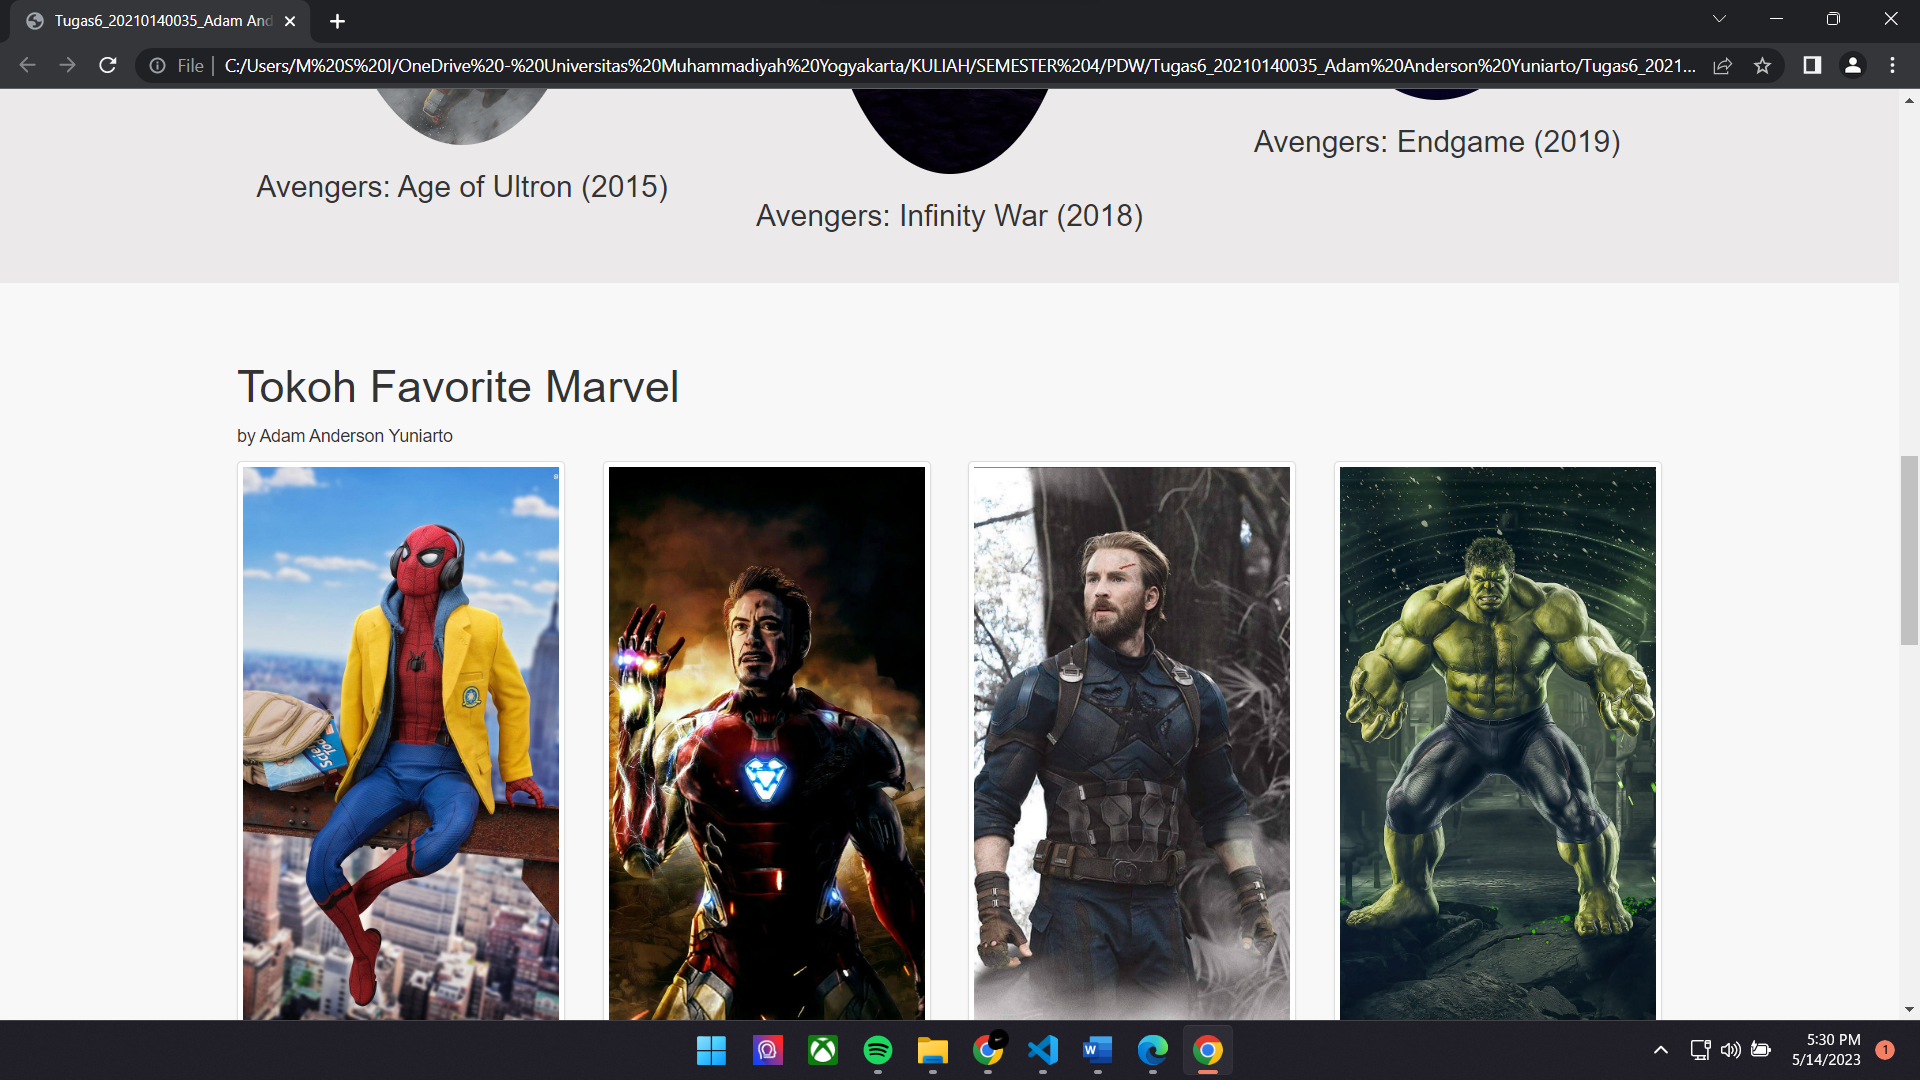 Tugas6_20210140035_Adam And
File
C:/Users/M%20S%20I/OneDrive%20-%20Universitas%20Muhammadiyah%20Yogyakarta/KULIAH/SEMESTER%204/PDW/Tugas6_20210140035_Adam%20Anderson%20Yuniarto/Tugas6_2021...
Avengers: Endgame (2019)
Avengers: Age of Ultron (2015)
Avengers: Infinity War (2018)
Tokoh Favorite Marvel
by Adam Anderson Yuniarto
5:30 PM
5/14/2023
1